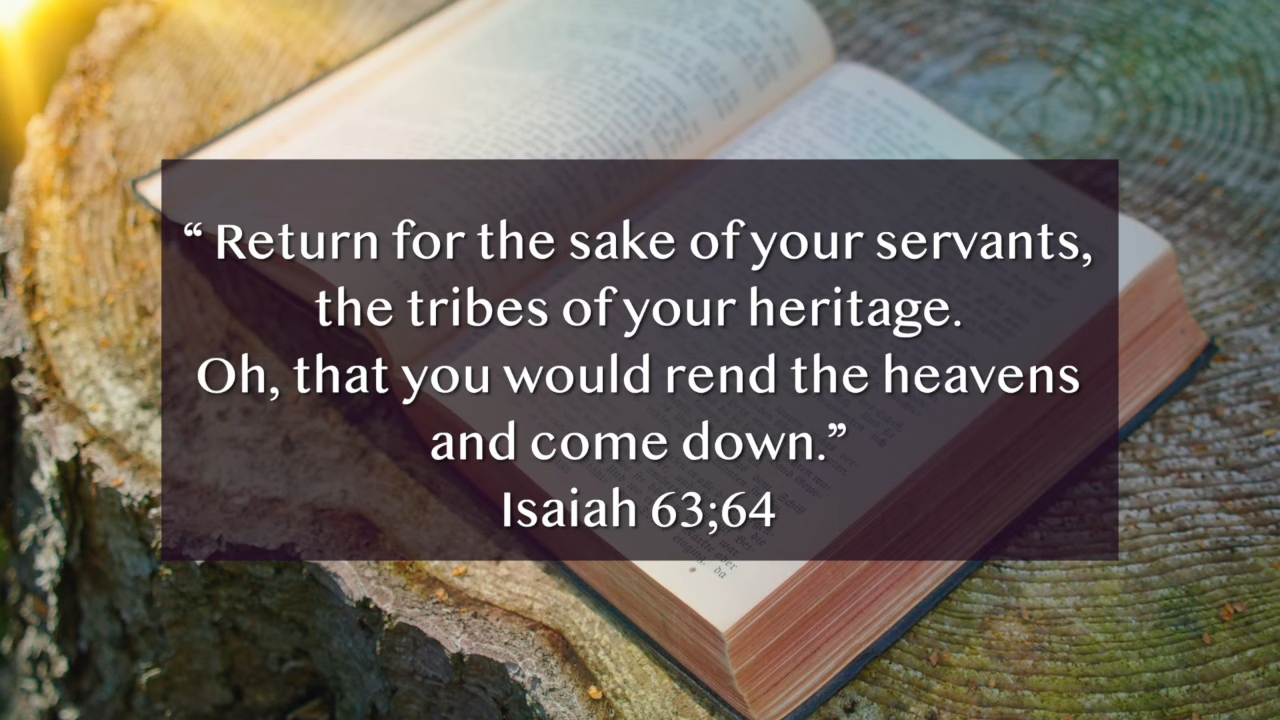 “ Return for the sake of your servants,
the tribes of your heritage.
Oh, that you would rend the heavens
and come down.”
Isaiah 63;64